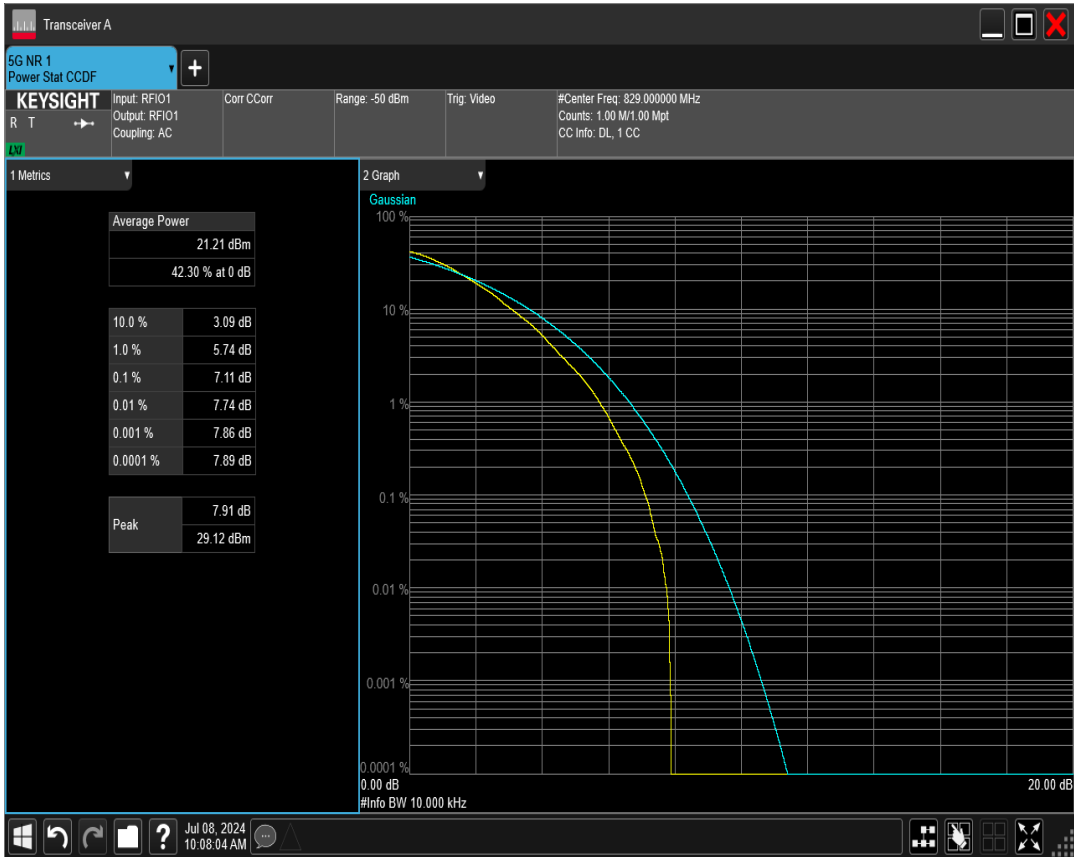 Transceiver A
5G NR 1
Power Stat CCDF
+
KEYSIGHT
R T
LXI
Input: RFIO1
Output: RFIO1
Coupling: AC
Corr CCorr
Range: -50 dBm
Trig: Video
#Center Freq: 829.000000 MHz
Counts: 1.00 M/1.00 Mpt
CC Info: DL, 1 CC
1 Metrics
Average Power
21.21 dBm
42.30 % at 0 dB
10.0 % 3.09 dB
1.0 % 5.74 dB
0.1 % 7.11 dB
0.01 % 7.74 dB
0.001 % 7.86 dB
0.0001 % 7.89 dB
Peak
7.91 dB
29.12 dBm
2 Graph
Gaussian
100 %
10 %
1 %
0.1 %
0.01 %
0.001 %
0.0001 %
0.00 dB 20.00 dB
#Info BW 10.000 kHz
?
Jul 08, 2024
10:08:04 AM